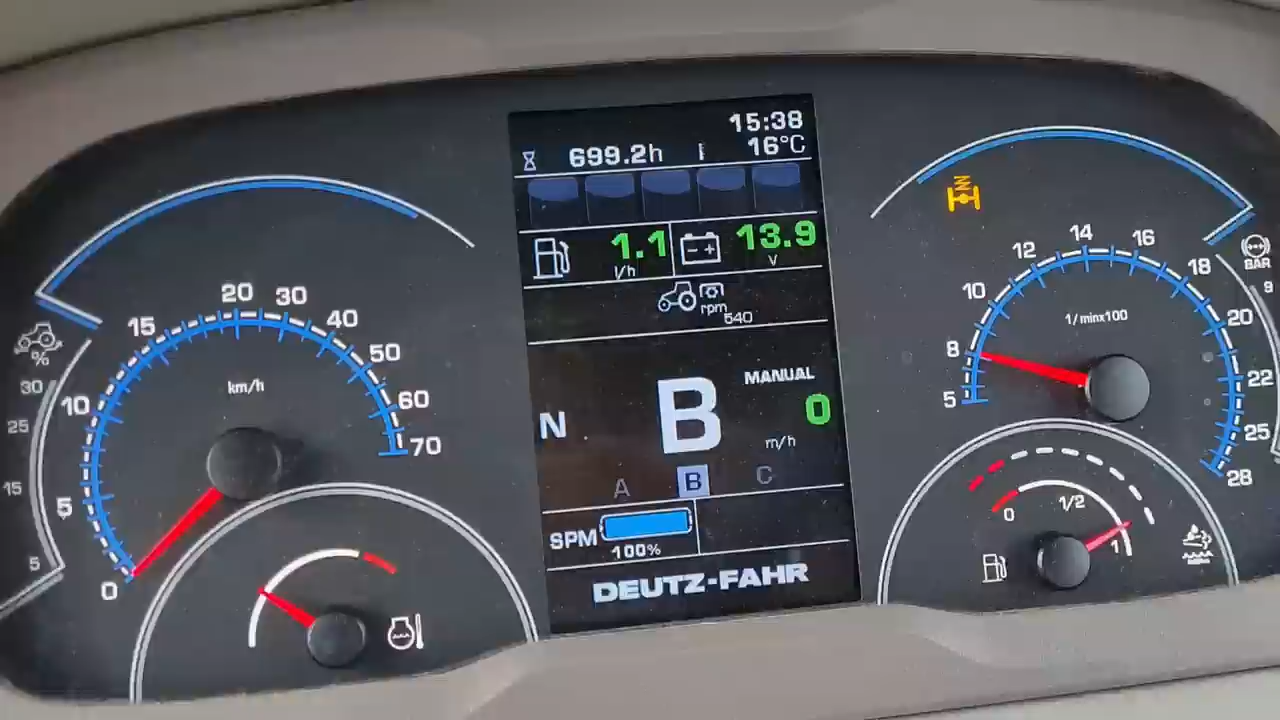 15:38
699.2h 16°C
1.1 l/h
13.9 v
rpm
540
N B MANUAL
0
m/h
A B C
SPM
100%
DEUTZ-FAHR
0 5 10 15 20 30 40 50 60 70
km/h
%
30
25
15
5
5 8 10 12 14 16 18 20 22 25 28
1/minx100
BAR
9
0 1/2 1